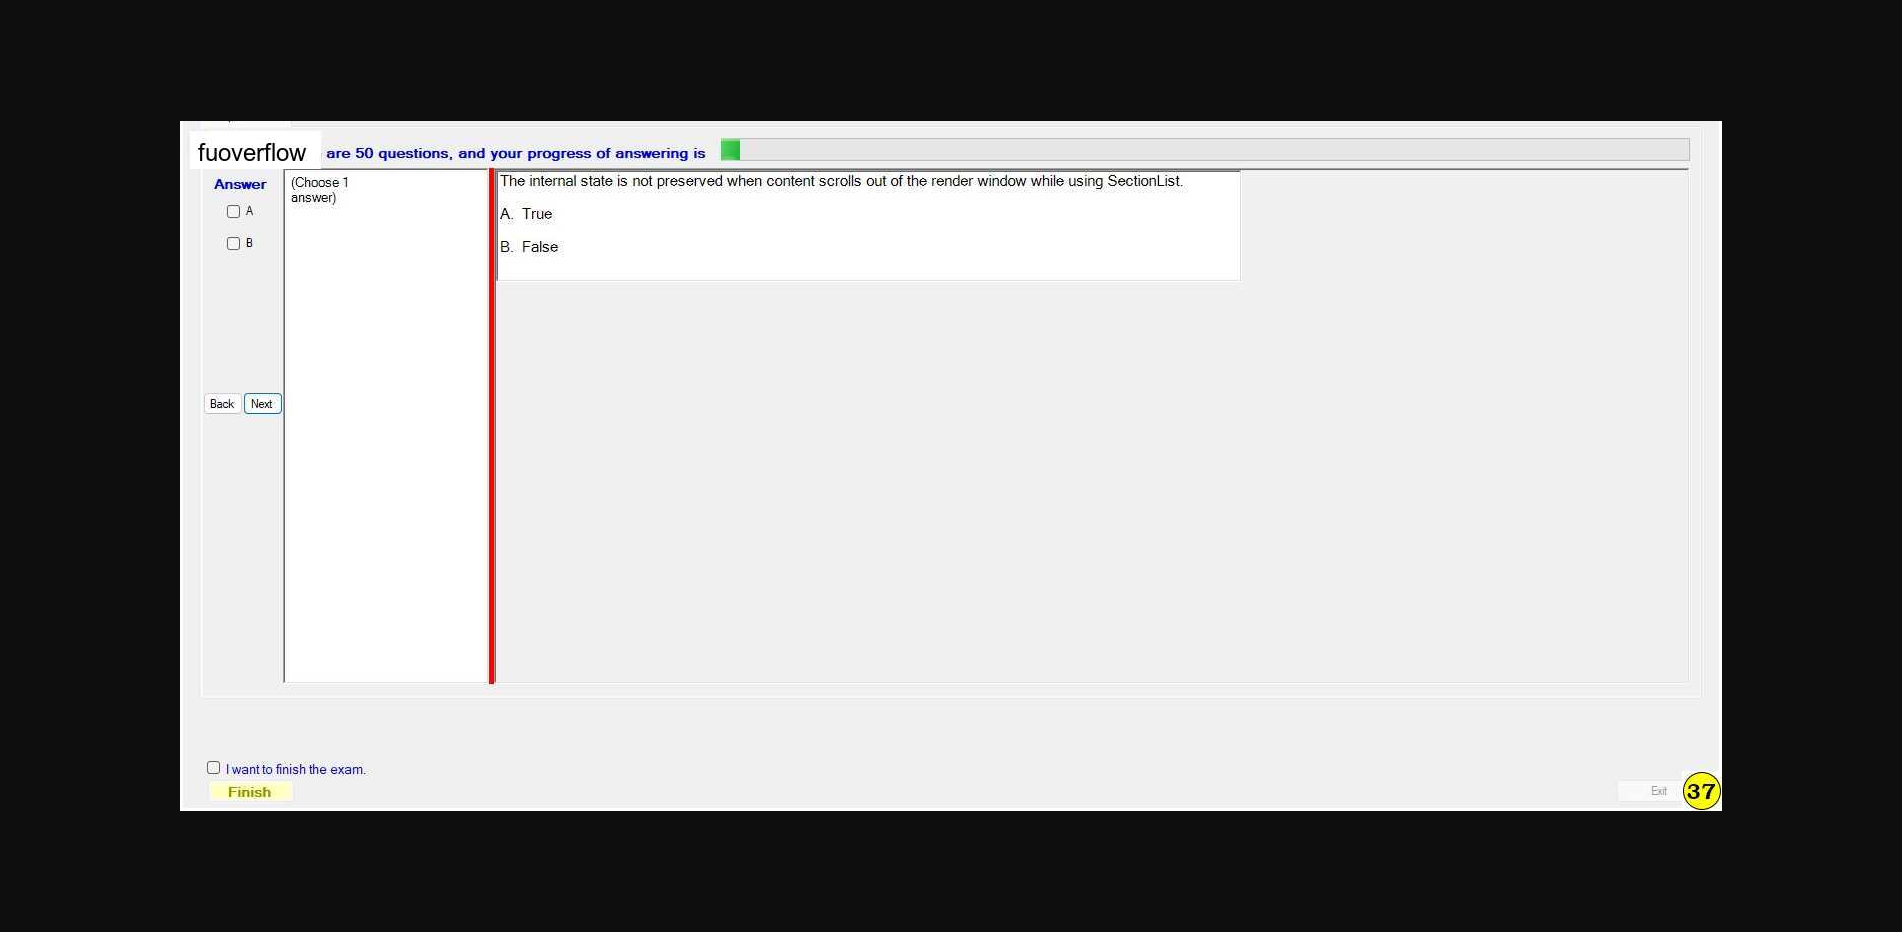 fuoverflow are 50 questions, and your progress of answering is
Answer
A
B
Back Next
(Choose 1
answer)
The internal state is not preserved when content scrolls out of the render window while using SectionList.
A. True
B. False
I want to finish the exam.
Finish
Exit
37